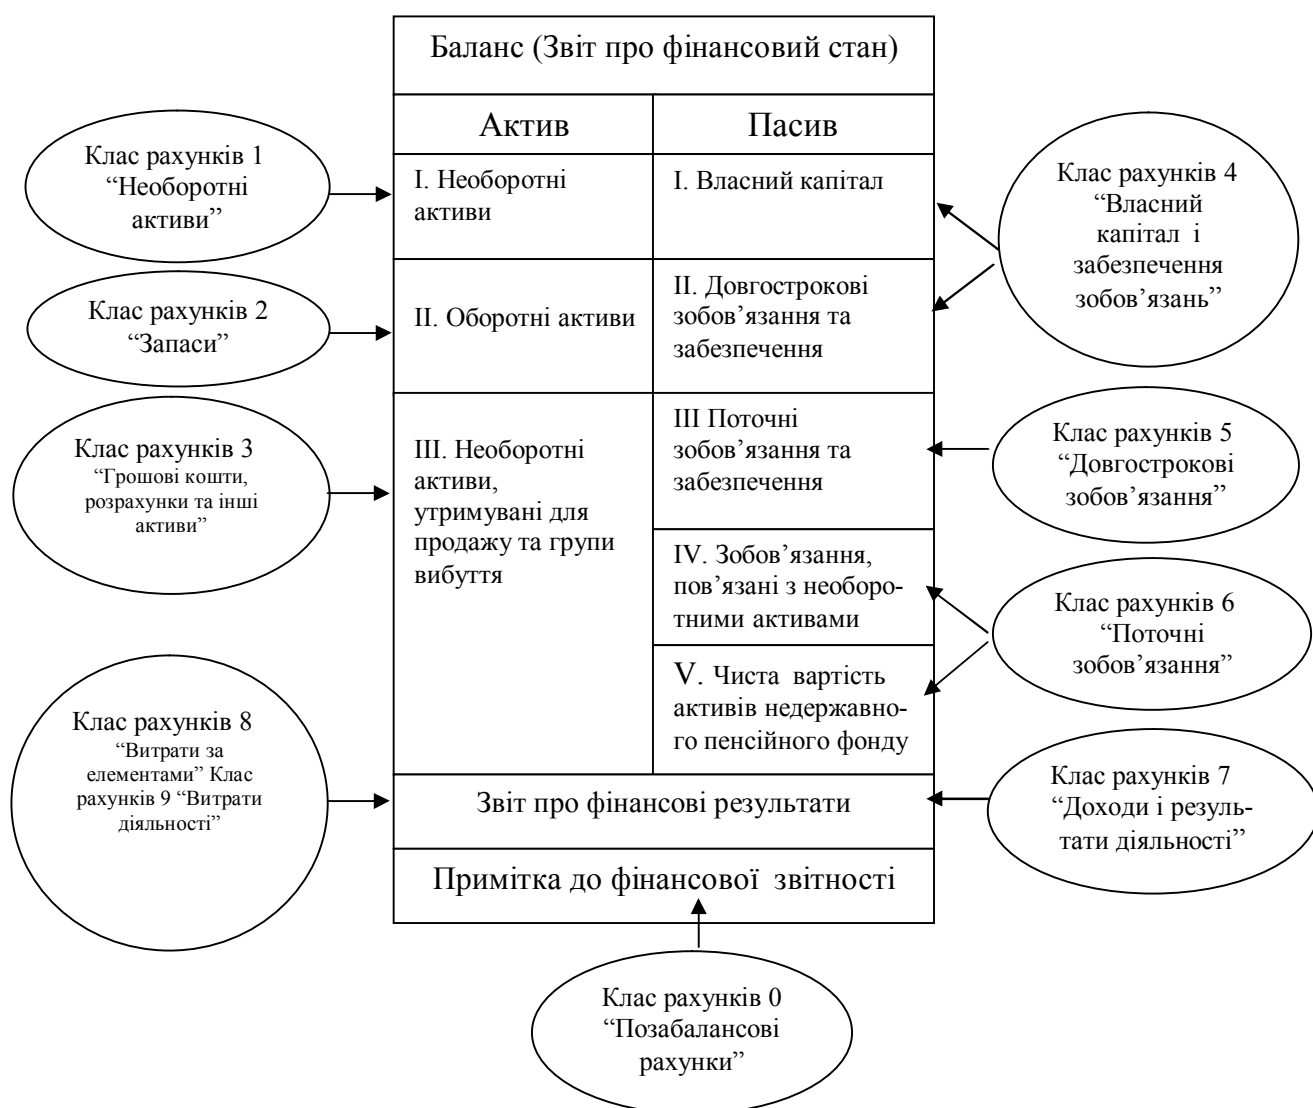 Баланс (Звіт про фінансовий стан)
Актив
Пасив
Клас рахунків 1
“Необоротні
активи”
І. Необоротні
активи
І. Власний капітал
Клас рахунків 4
“Власний
капітал і
забезпечення
зобов’язань”
Клас рахунків 2
“Запаси”
ІІ. Оборотні активи
ІІ. Довгострокові
зобов’язання та
забезпечення
Клас рахунків 3
“Грошові кошти,
розрахунки та інші
активи”
ІІІ. Необоротні
активи,
утримувані для
продажу та групи
вибуття
ІІІ Поточні
зобов’язання та
забезпечення
Клас рахунків 5
“Довгострокові
зобов’язання”
IV. Зобов’язання,
пов’язані з необоро-
тними активами
Клас рахунків 6
“Поточні
зобов’язання”
V. Чиста вартість
активів недержавно-
го пенсійного фонду
Клас рахунків 8
“Витрати за
елементами” Клас
рахунків 9 “Витрати
діяльності”
Звіт про фінансові результати
Клас рахунків 7
“Доходи і резуль-
тати діяльності”
Примітка до фінансової звітності
Клас рахунків 0
“Позабалансові
рахунки”